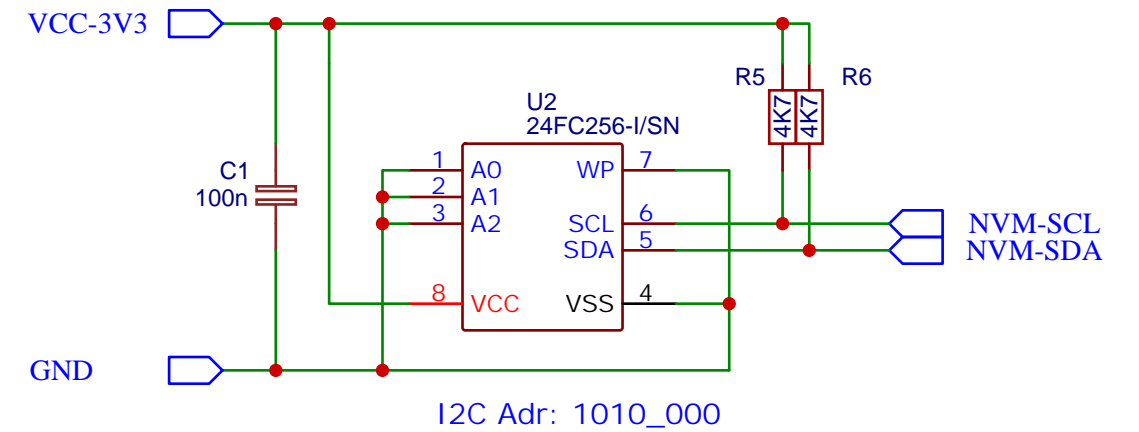 VCC-3V3
R5
R6
4K7
4K7
U2
24FC256-I/SN
C1
100n
1
A0
WP
7
2
A1
3
A2
SCL
6
SDA
5
8
VCC
VSS
4
NVM-SCL
NVM-SDA
GND
I2C Adr: 1010_000